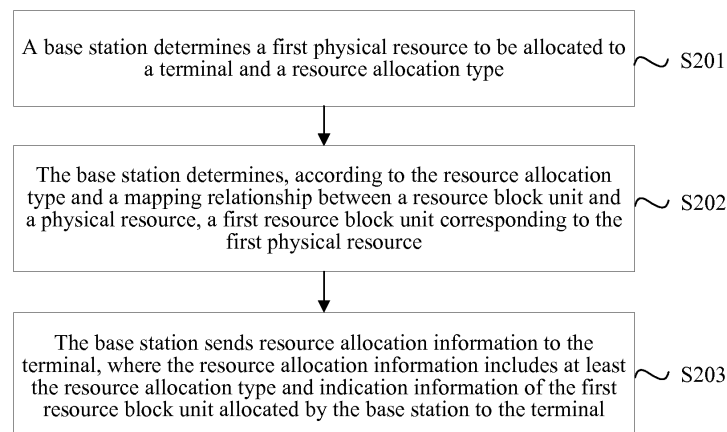 A base station determines a first physical resource to be allocated to
a terminal and a resource allocation type
S201
The base station determines, according to the resource allocation
type and a mapping relationship between a resource block unit and
a physical resource, a first resource block unit corresponding to the
first physical resource
S202
The base station sends resource allocation information to the
terminal, where the resource allocation information includes at least
the resource allocation type and indication information of the first
resource block unit allocated by the base station to the terminal
S203